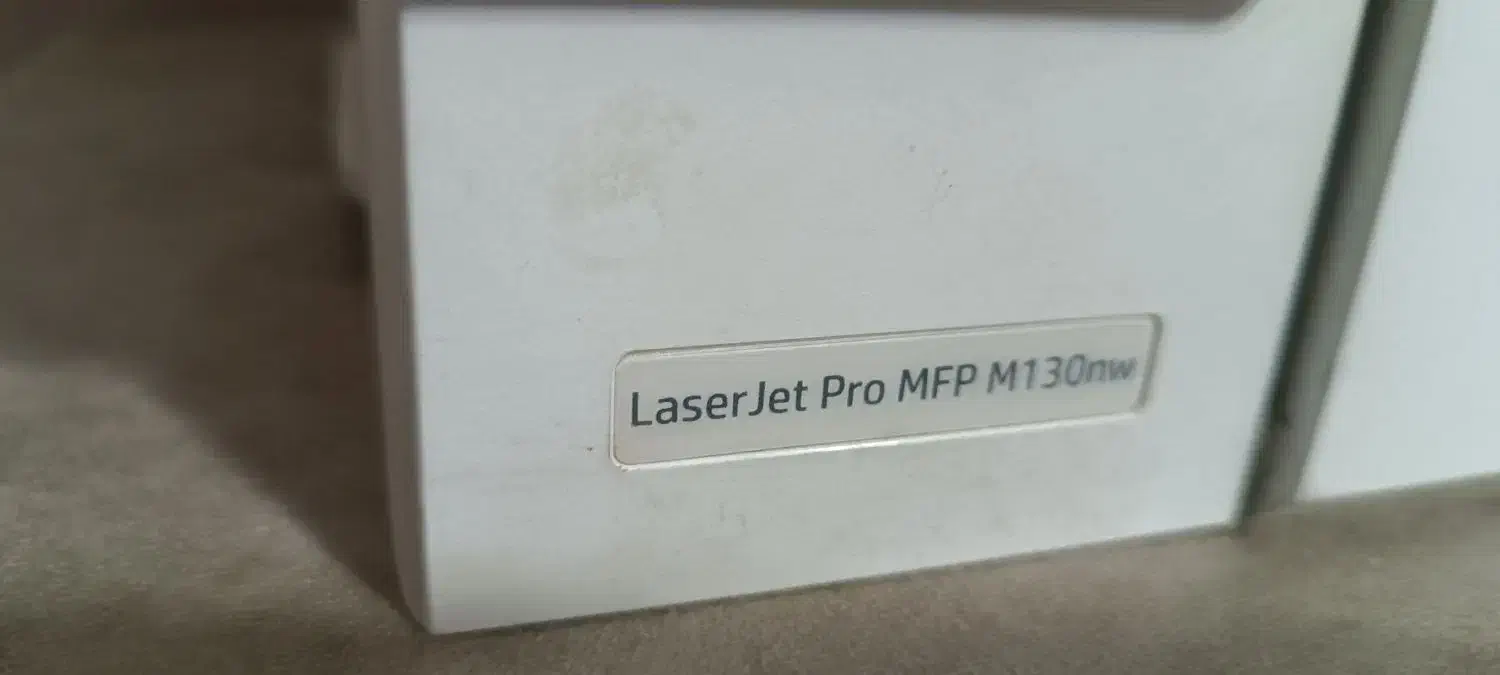 LaserJet Pro MFP M130nw